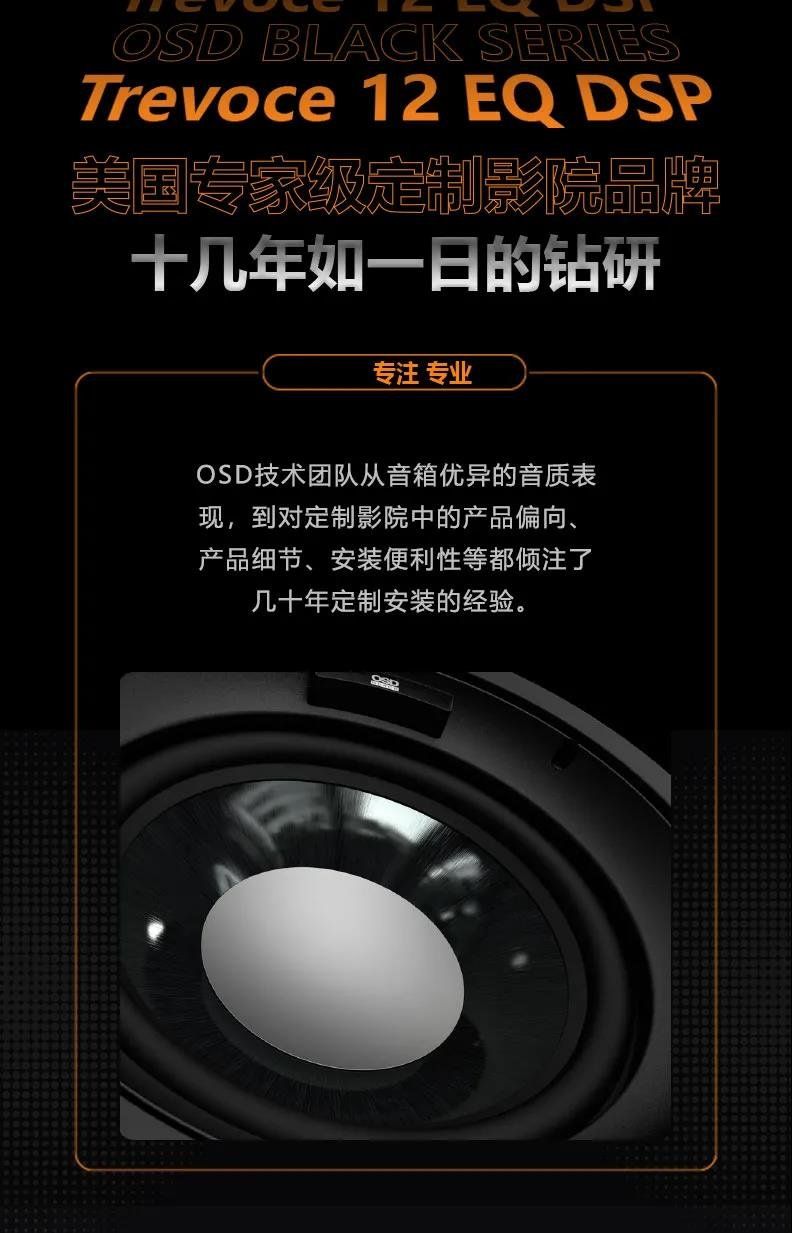 Trevoce 12 EQ DSP
OSD BLACK SERIES
Trevoce 12 EQ DSP
美国专家级定制影院品牌
十几年如一日的钻研
专注 专业
OSD技术团队从音箱优异的音质表
现，到对定制影院中的产品偏向、
产品细节、安装便利性等都倾注了
几十年定制安装的经验。
OSD
BLACK